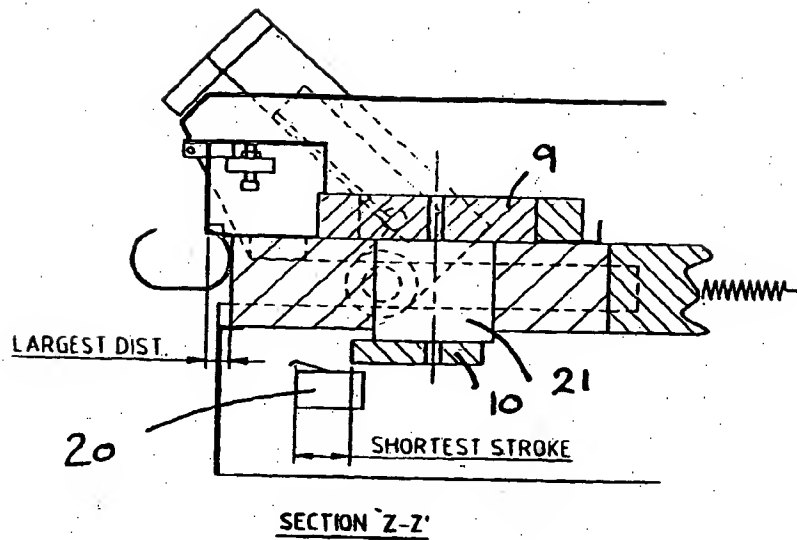 9
LARGEST DIST.
21
10
20
SHORTEST STROKE
SECTION 'Z-Z'